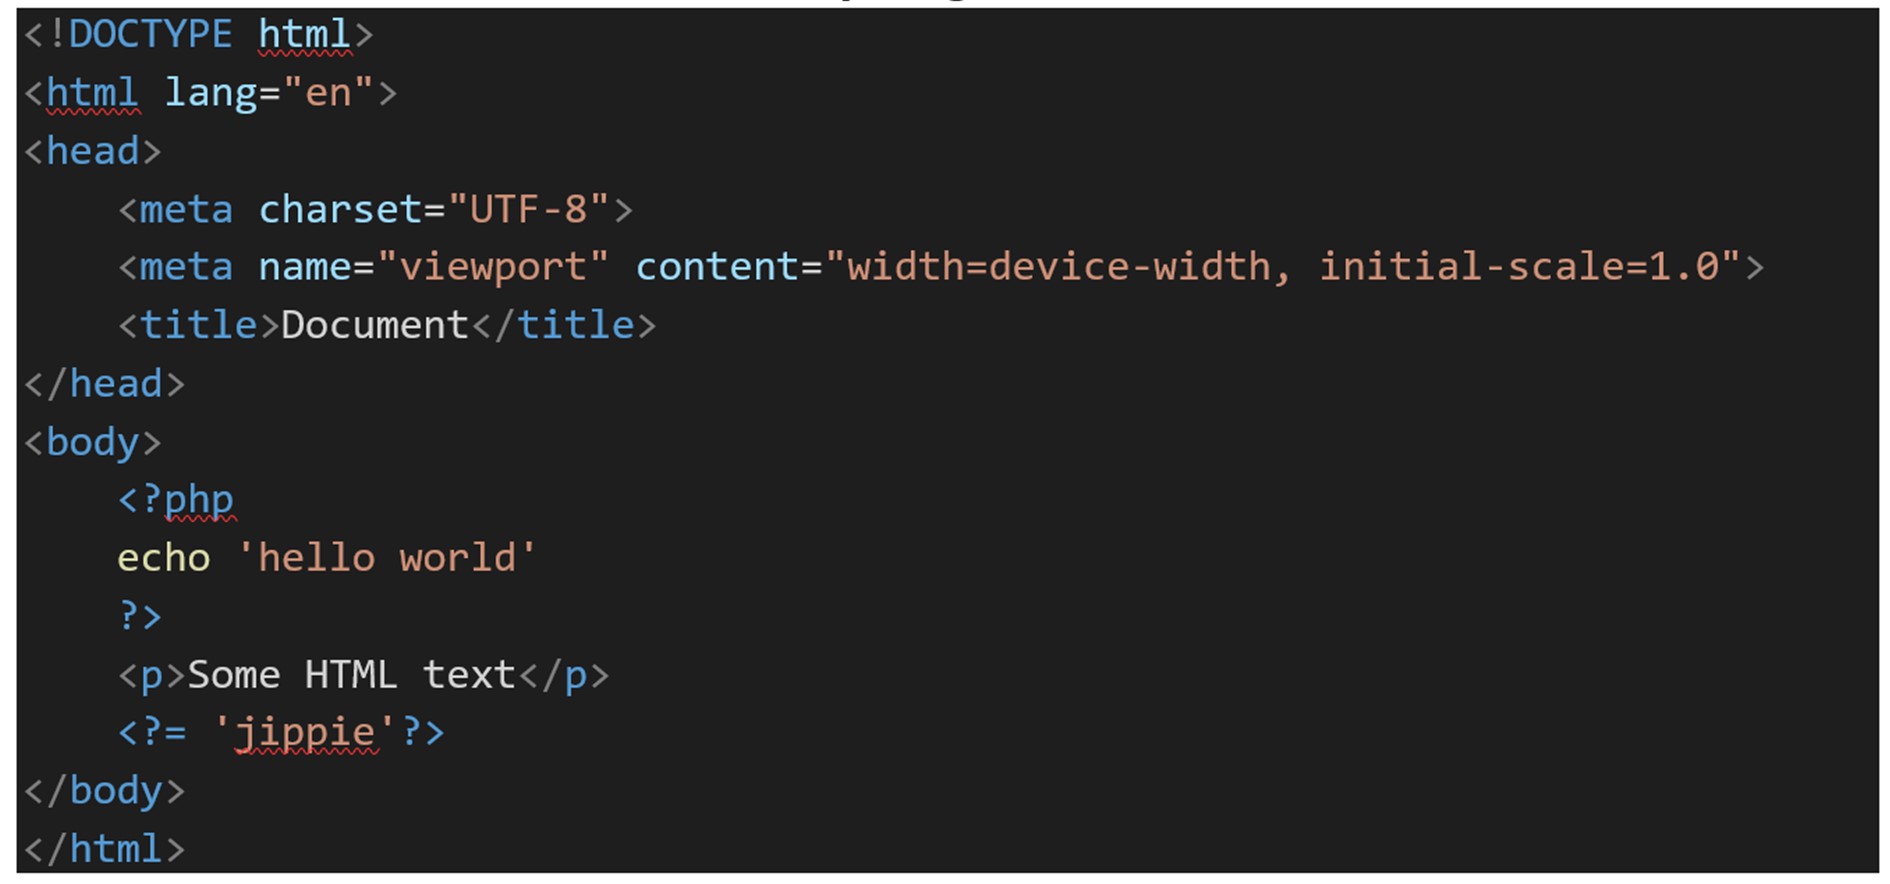 <!DOCTYPE html>
<html lang="en">
<head>
    <meta charset="UTF-8">
    <meta name="viewport" content="width=device-width, initial-scale=1.0">
    <title>Document</title>
</head>
<body>
    <?php
    echo 'hello world'
    ?>
    <p>Some HTML text</p>
    <?= 'jippie'?>
</body>
</html>